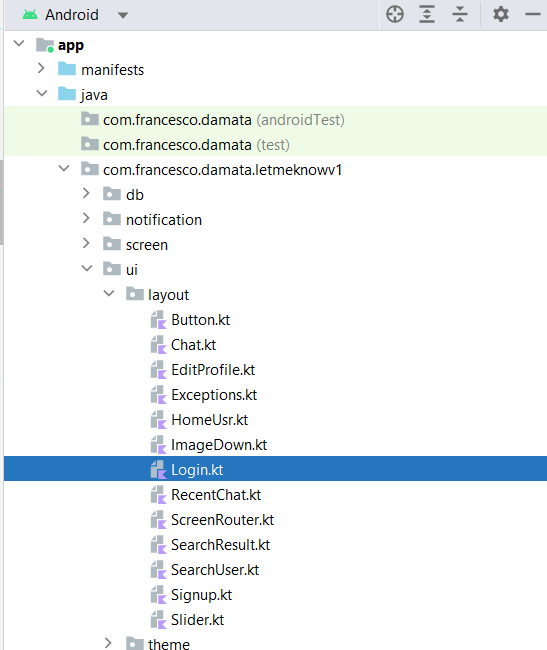 Android
app
manifests
java
com.francesco.damata (androidTest)
com.francesco.damata (test)
com.francesco.damata.letmeknowv1
db
notification
screen
ui
layout
Button.kt
Chat.kt
EditProfile.kt
Exceptions.kt
HomeUsr.kt
ImageDown.kt
Login.kt
RecentChat.kt
ScreenRouter.kt
SearchResult.kt
SearchUser.kt
Signup.kt
Slider.kt
theme